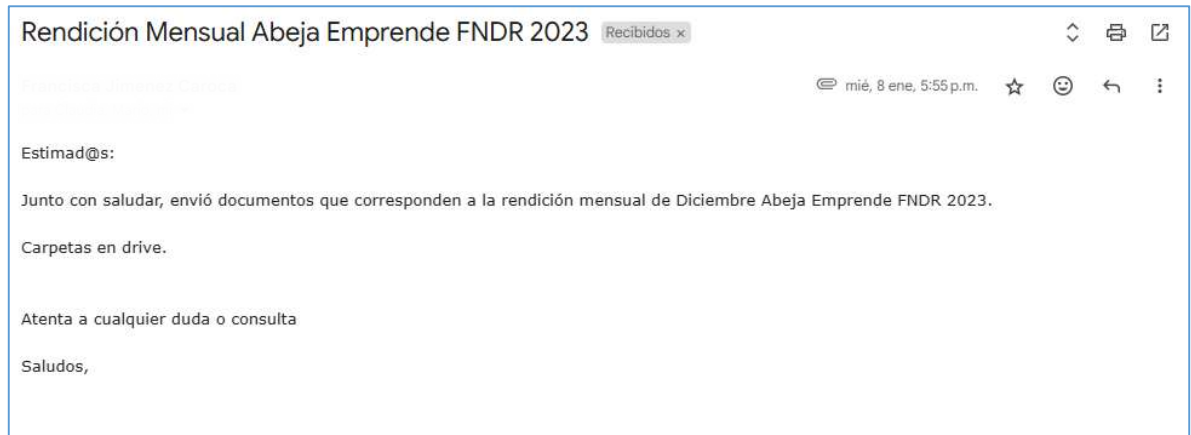 Rendición Mensual Abeja Emprende FNDR 2023 Recibidos ×
mié, 8 ene, 5:55 p.m.
Estimad@s:
Junto con saludar, envió documentos que corresponden a la rendición mensual de Diciembre Abeja Emprende FNDR 2023.
Carpetas en drive.
Atenta a cualquier duda o consulta
Saludos,